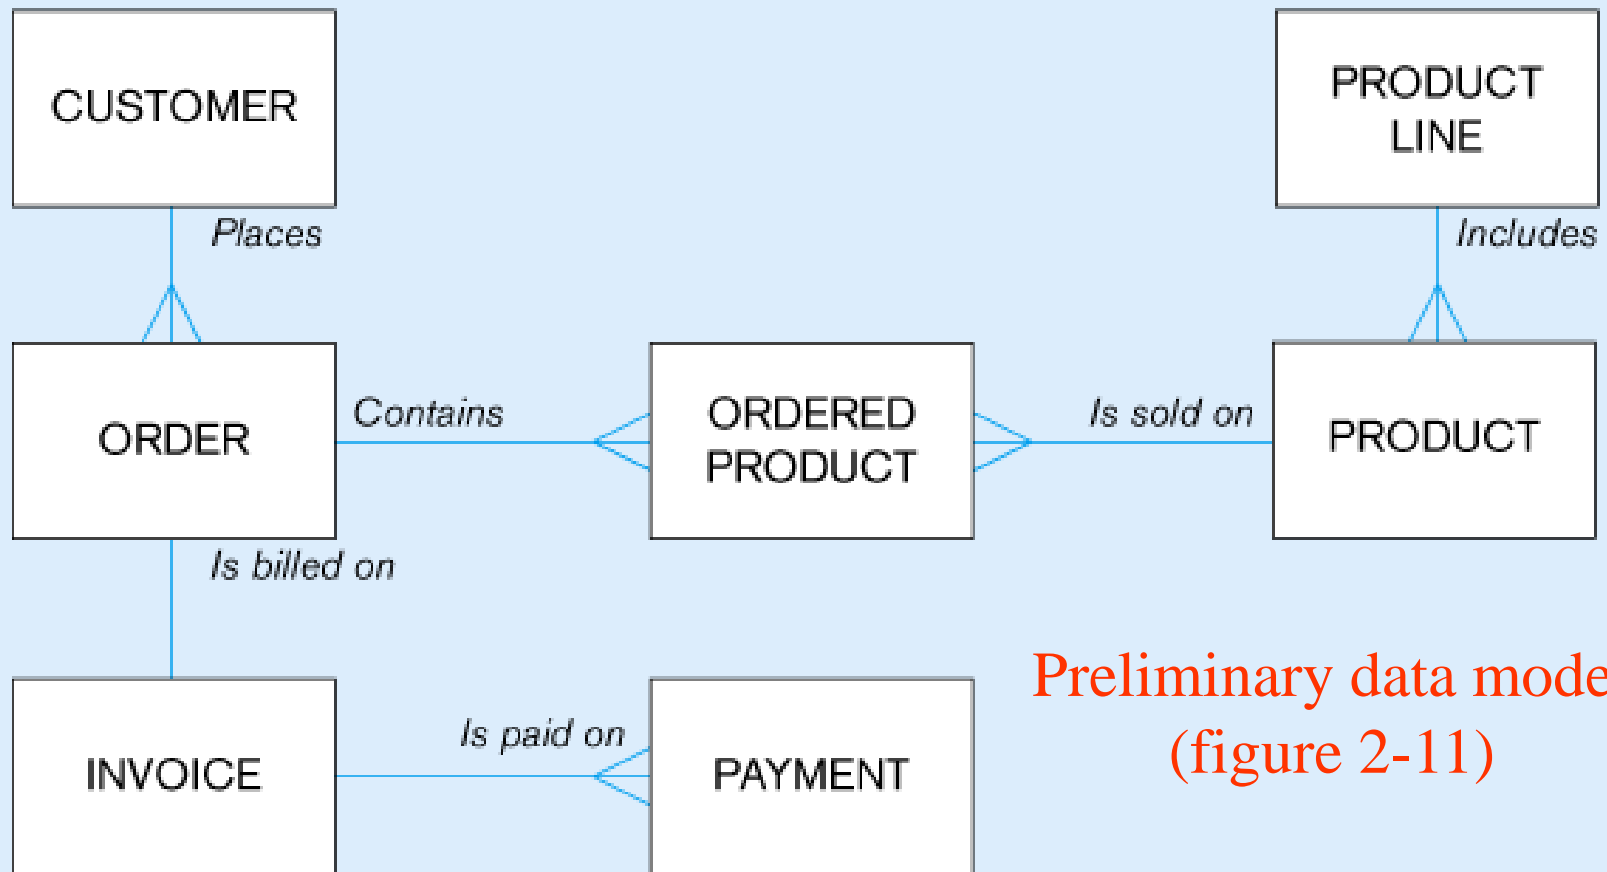 CUSTOMER
PRODUCT
LINE
Places
Includes
ORDER
Contains
ORDERED
PRODUCT
Is sold on
PRODUCT
Is billed on
INVOICE
Is paid on
PAYMENT
Preliminary data mode
(figure 2-11)